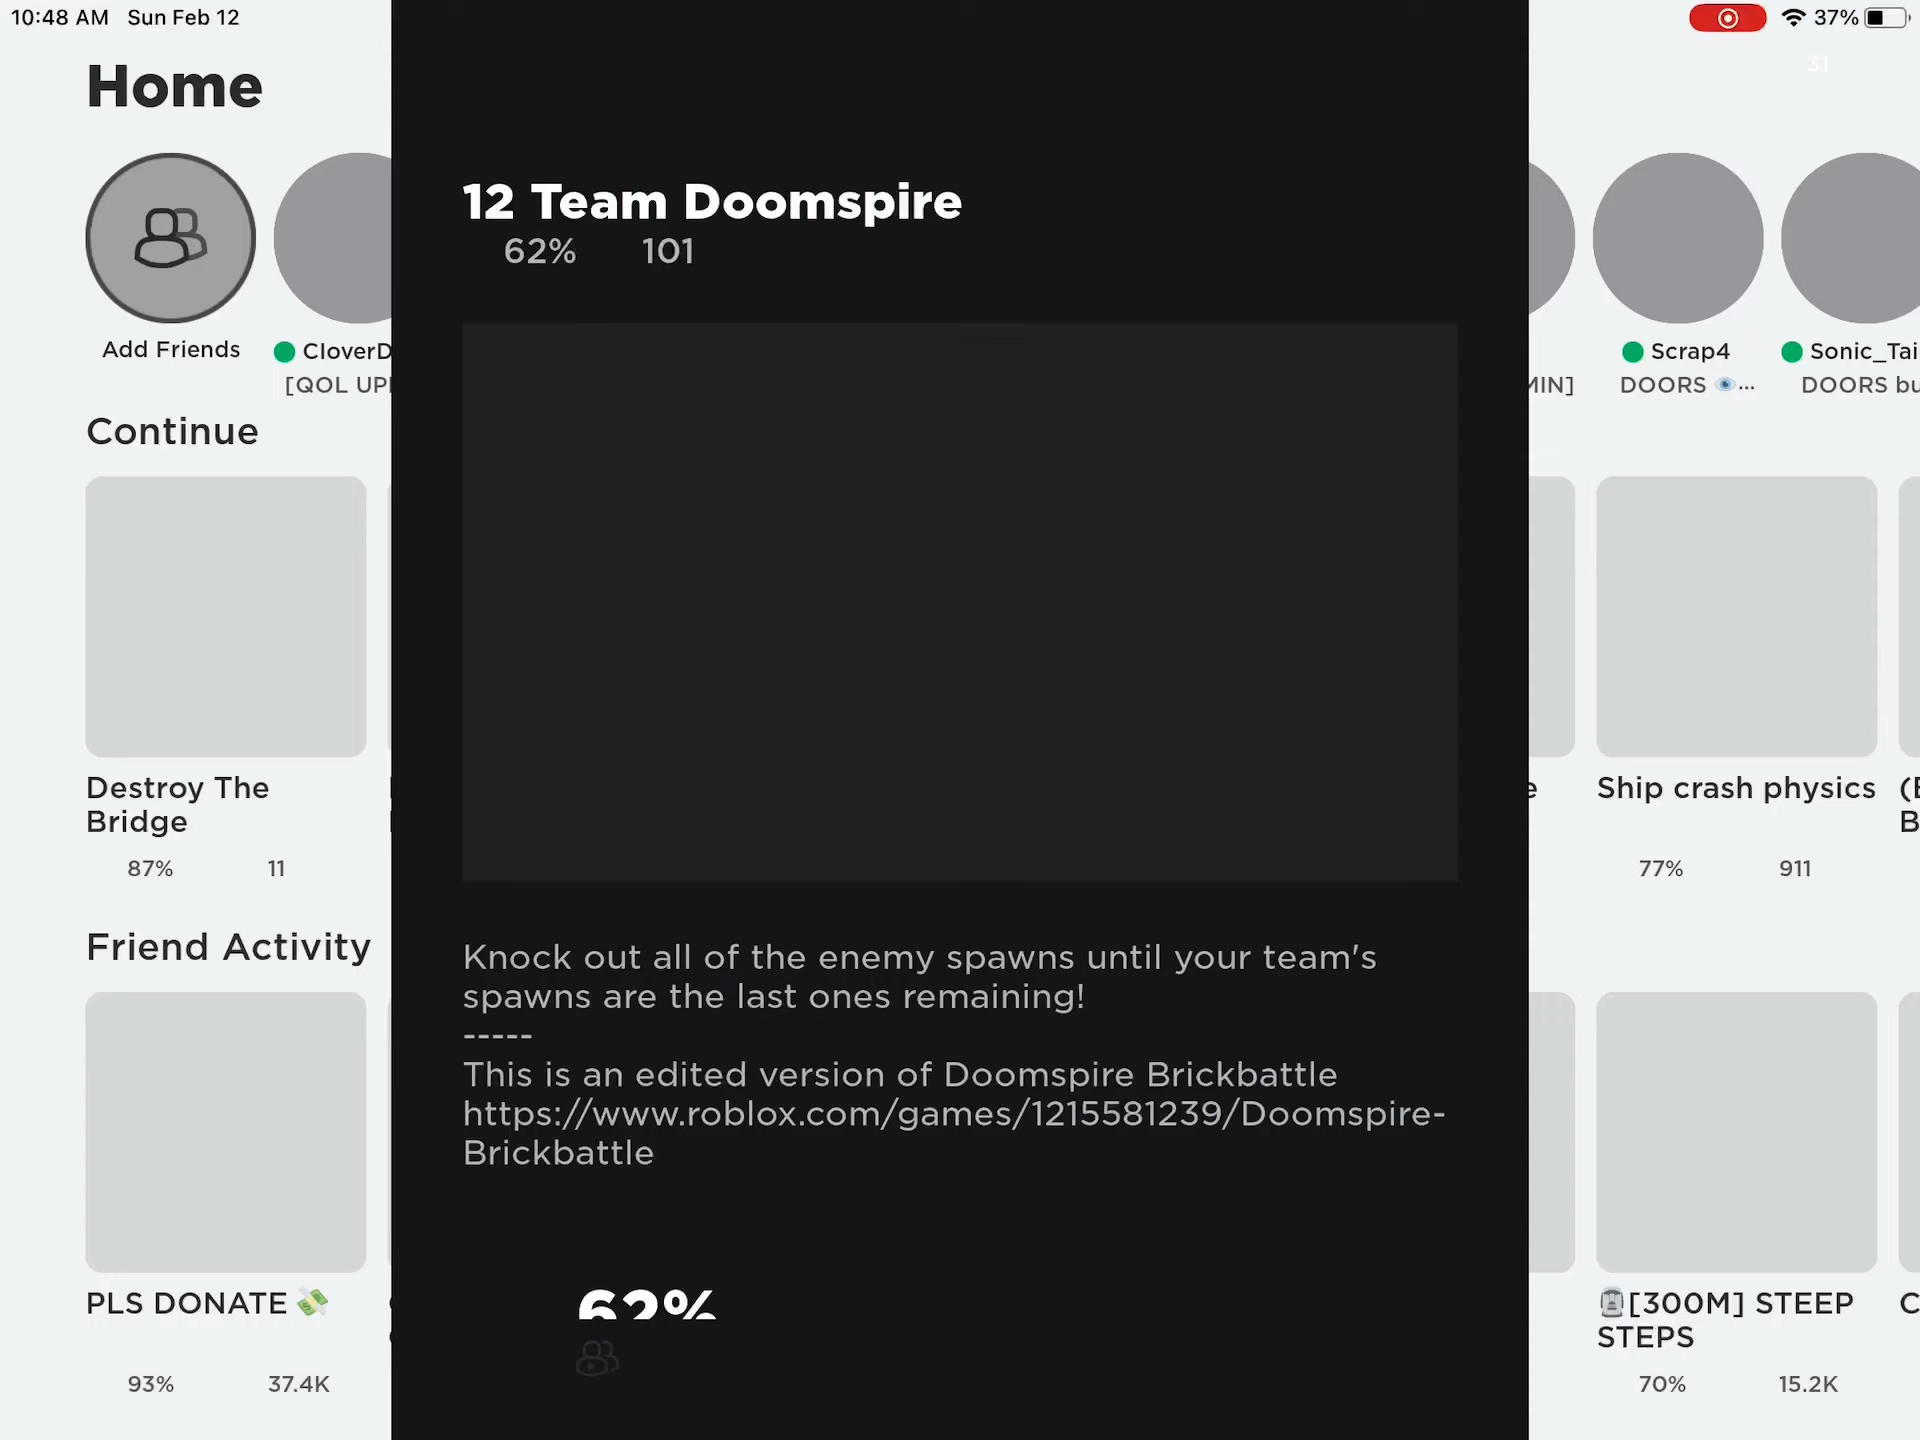 10:48 AM Sun Feb 12
37%
31
Home
Add Friends
CloverD
[QOL UP
MIN]
Scrap4
DOORS 👁️...
Sonic_Tai
DOORS bu
12 Team Doomspire
62% 101
Continue
Destroy The
Bridge
87% 11
e
Ship crash physics
77% 911
(E
B
Knock out all of the enemy spawns until your team's
spawns are the last ones remaining!
-----
This is an edited version of Doomspire Brickbattle
https://www.roblox.com/games/1215581239/Doomspire-
Brickbattle
62%
Friend Activity
PLS DONATE 💸
93% 37.4K
[300M] STEEP
STEPS
70% 15.2K
C